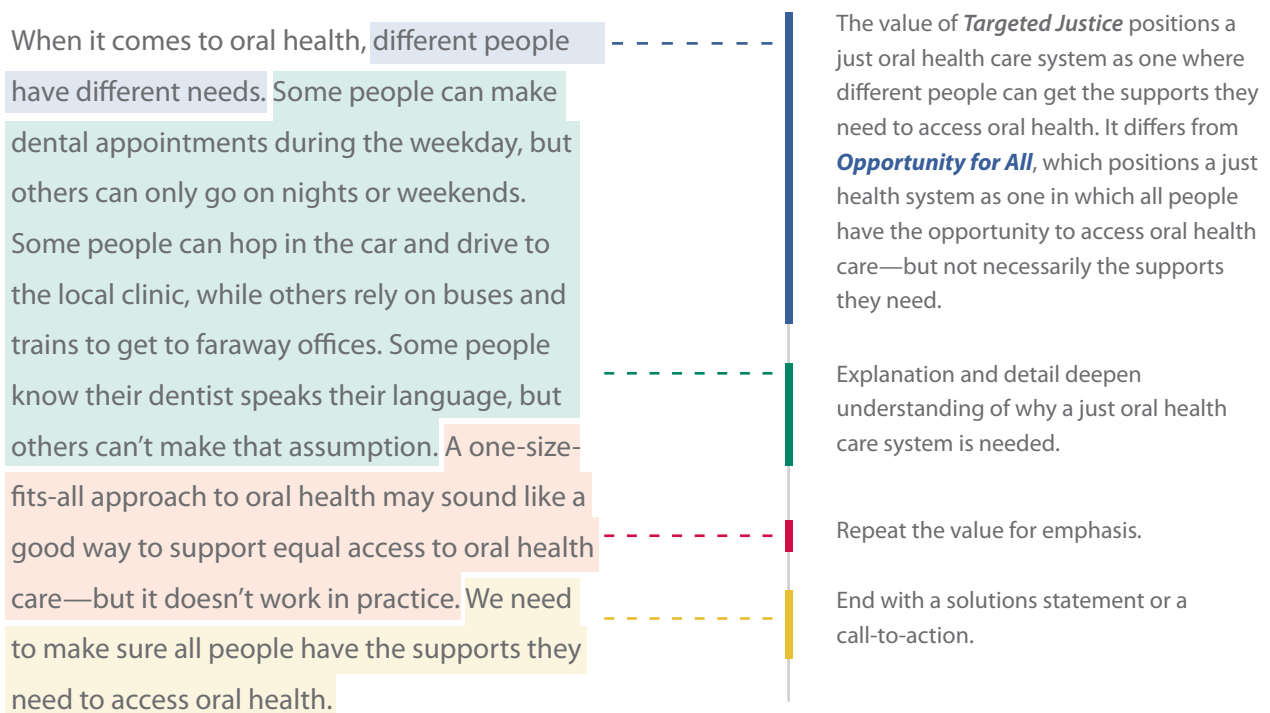 When it comes to oral health, different people
have different needs. Some people can make
dental appointments during the weekday, but
others can only go on nights or weekends.
Some people can hop in the car and drive to
the local clinic, while others rely on buses and
trains to get to faraway offices. Some people
know their dentist speaks their language, but
others can’t make that assumption. A one-size-
fits-all approach to oral health may sound like a
good way to support equal access to oral health
care—but it doesn’t work in practice. We need
to make sure all people have the supports they
need to access oral health.
The value of Targeted Justice positions a
just oral health care system as one where
different people can get the supports they
need to access oral health. It differs from
Opportunity for All, which positions a just
health system as one in which all people
have the opportunity to access oral health
care—but not necessarily the supports
they need.
Explanation and detail deepen
understanding of why a just oral health
care system is needed.
Repeat the value for emphasis.
End with a solutions statement or a
call-to-action.